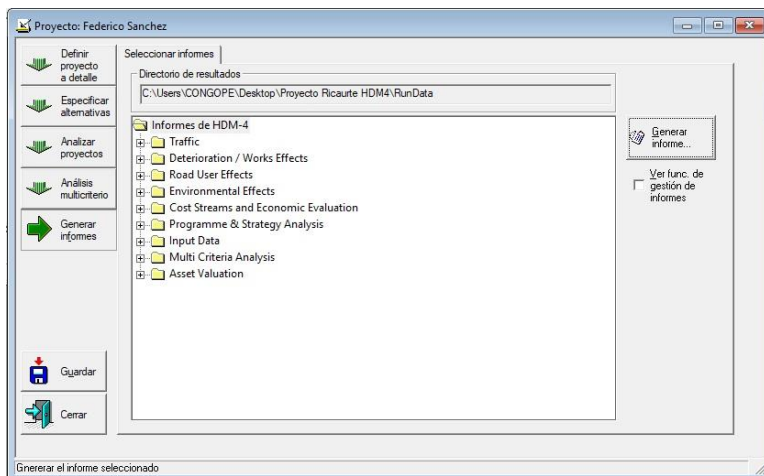 Proyecto: Federico Sanchez
Definir
proyecto
a detalle
Especificar
alternativas
Analizar
proyectos
Análisis
multicriterio
Generar
informes
Guardar
Cerrar
Seleccionar informes
Directorio de resultados
C:\Users\CONGOPE\Desktop\Proyecto Ricaurte HDM4\RunData
Informes de HDM-4
Traffic
Deterioration / Works Effects
Road User Effects
Environmental Effects
Cost Streams and Economic Evaluation
Programme & Strategy Analysis
Input Data
Multi Criteria Analysis
Asset Valuation
Generar
informe...
Ver func. de
gestión de
informes
Gnererar el informe seleccionado